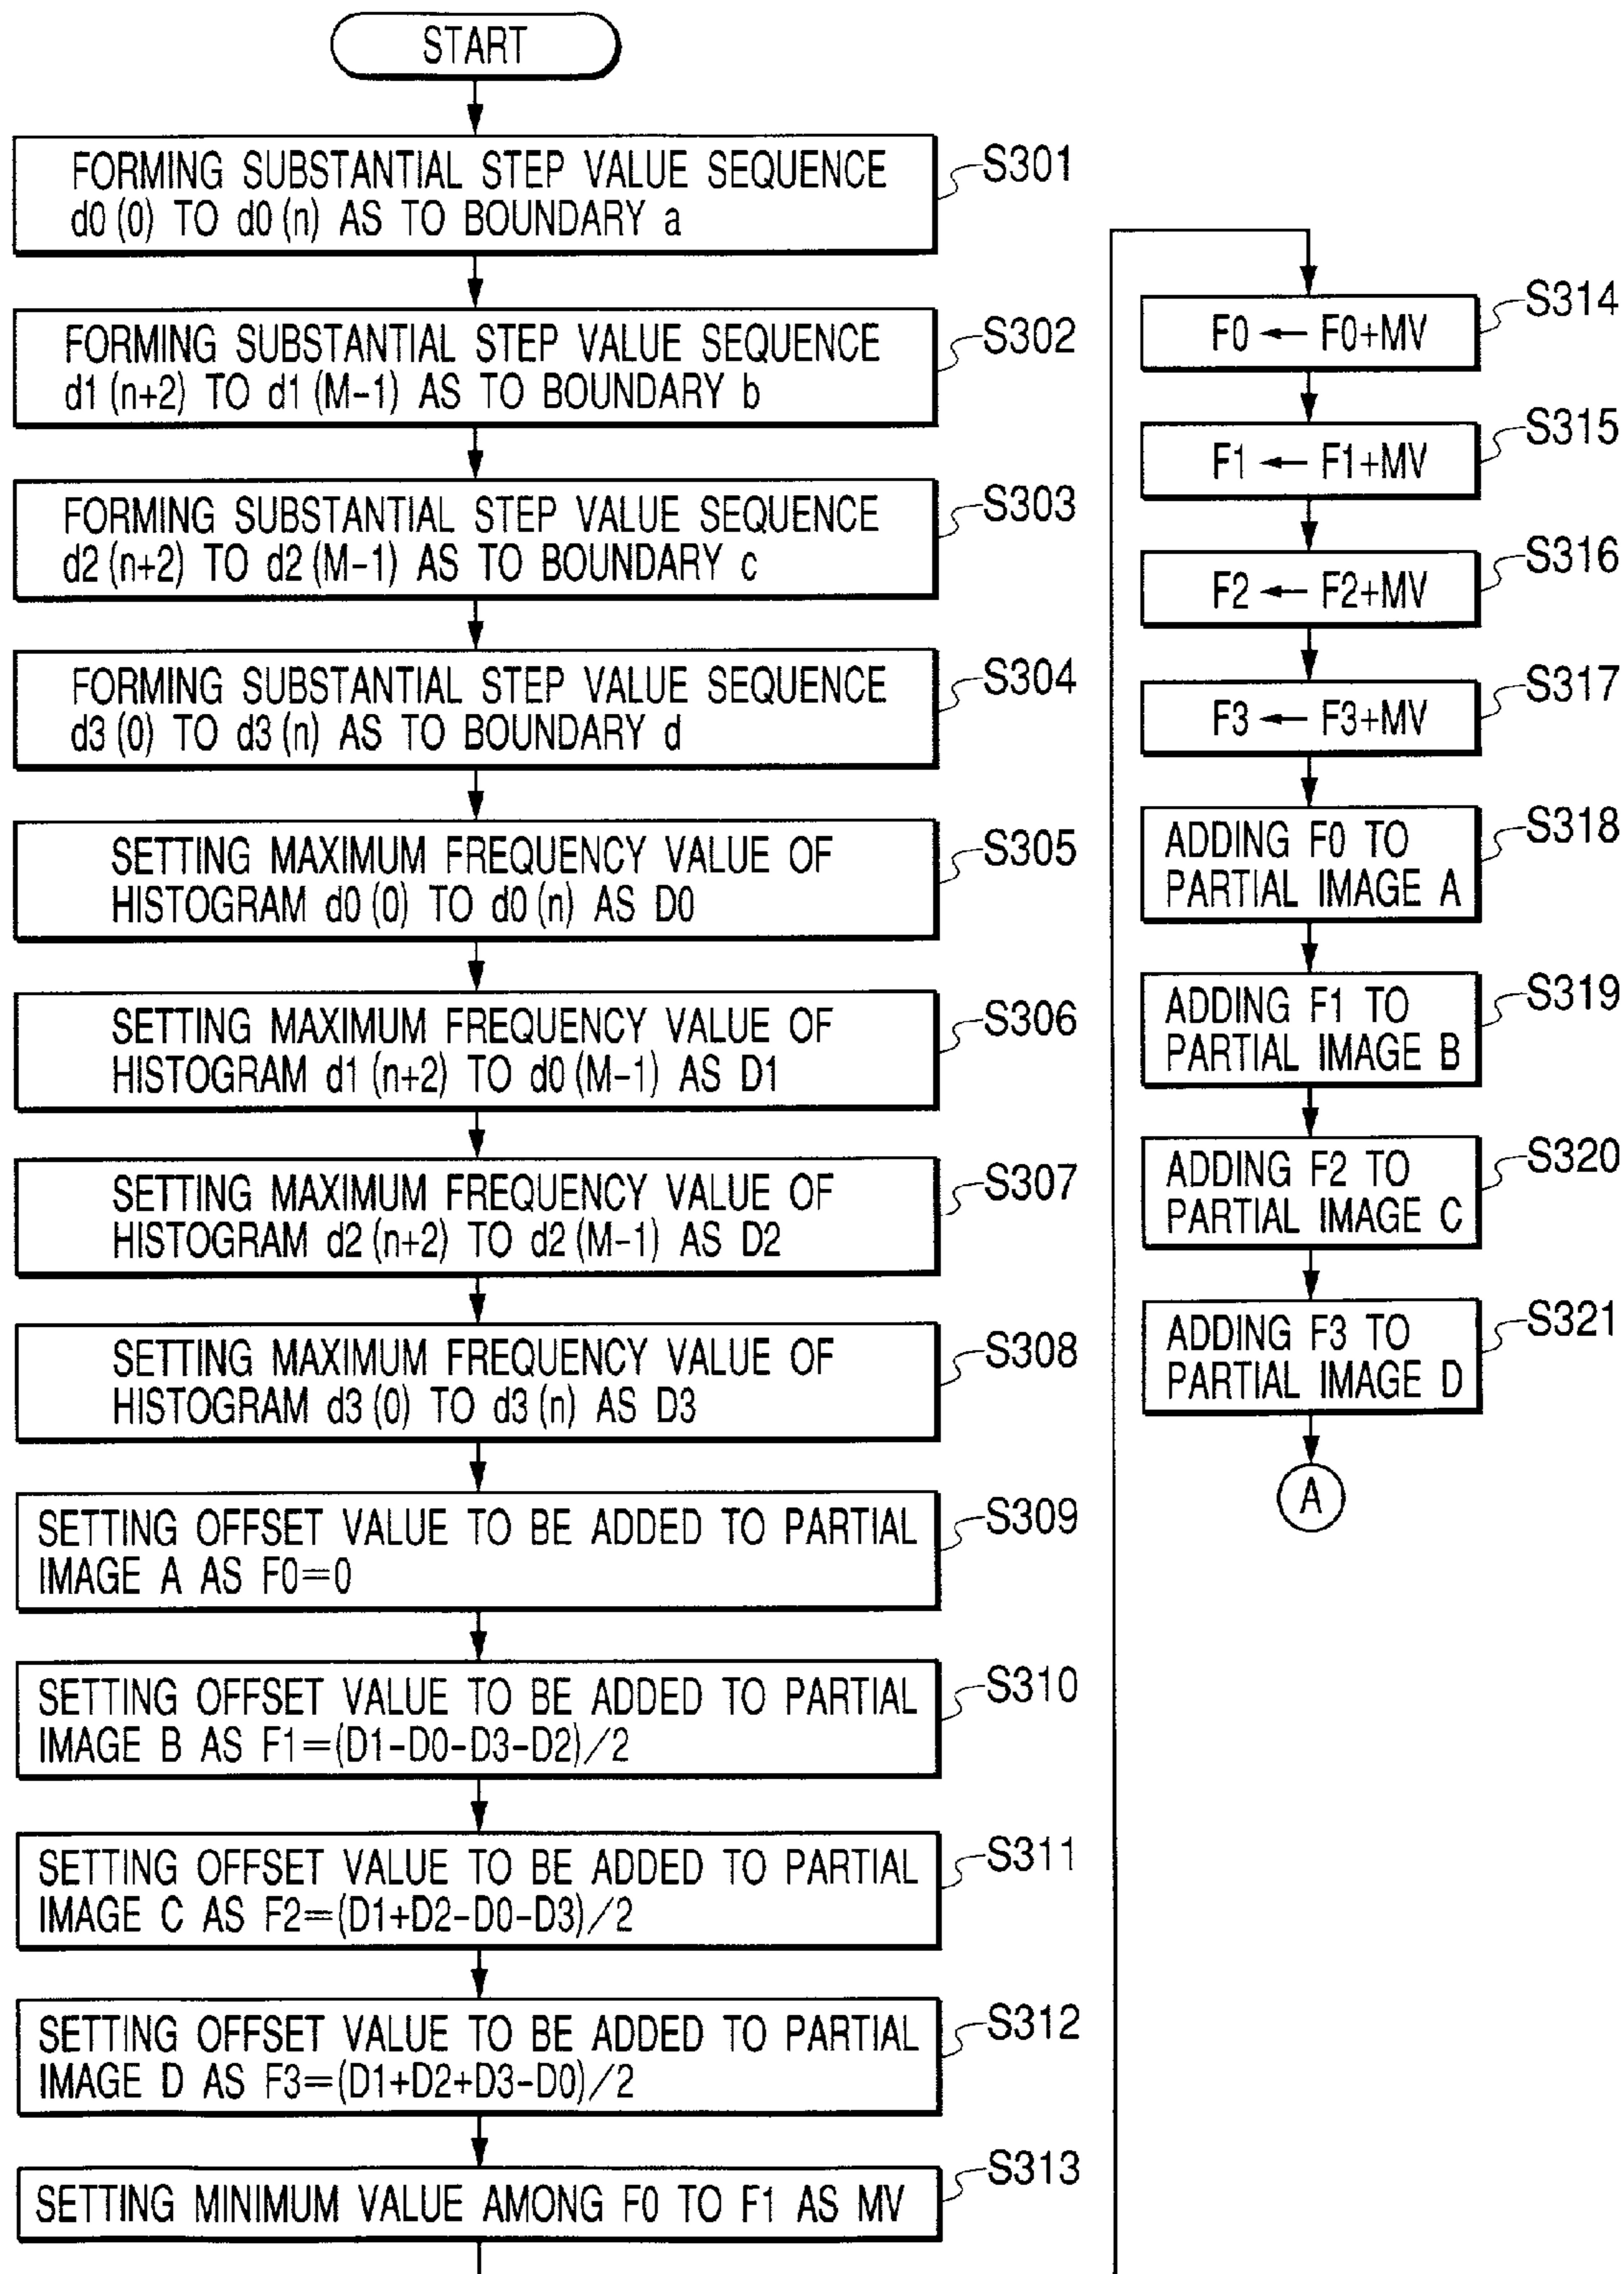 START
FORMING SUBSTANTIAL STEP VALUE SEQUENCE
d0(0) TO d0(n) AS TO BOUNDARY a
S301
FORMING SUBSTANTIAL STEP VALUE SEQUENCE
d1(n+2) TO d1(M-1) AS TO BOUNDARY b
S302
FORMING SUBSTANTIAL STEP VALUE SEQUENCE
d2(n+2) TO d2(M-1) AS TO BOUNDARY c
S303
FORMING SUBSTANTIAL STEP VALUE SEQUENCE
d3(0) TO d3(n) AS TO BOUNDARY d
S304
SETTING MAXIMUM FREQUENCY VALUE OF
HISTOGRAM d0(0) TO d0(n) AS D0
S305
SETTING MAXIMUM FREQUENCY VALUE OF
HISTOGRAM d1(n+2) TO d0(M-1) AS D1
S306
SETTING MAXIMUM FREQUENCY VALUE OF
HISTOGRAM d2(n+2) TO d2(M-1) AS D2
S307
SETTING MAXIMUM FREQUENCY VALUE OF
HISTOGRAM d3(0) TO d3(n) AS D3
S308
SETTING OFFSET VALUE TO BE ADDED TO PARTIAL
IMAGE A AS F0=0
S309
SETTING OFFSET VALUE TO BE ADDED TO PARTIAL
IMAGE B AS F1=(D1-D0-D3-D2)/2
S310
SETTING OFFSET VALUE TO BE ADDED TO PARTIAL
IMAGE C AS F2=(D1+D2-D0-D3)/2
S311
SETTING OFFSET VALUE TO BE ADDED TO PARTIAL
IMAGE D AS F3=(D1+D2+D3-D0)/2
S312
SETTING MINIMUM VALUE AMONG F0 TO F1 AS MV
S313
F0 ← F0+MV
S314
F1 ← F1+MV
S315
F2 ← F2+MV
S316
F3 ← F3+MV
S317
ADDING F0 TO
PARTIAL IMAGE A
S318
ADDING F1 TO
PARTIAL IMAGE B
S319
ADDING F2 TO
PARTIAL IMAGE C
S320
ADDING F3 TO
PARTIAL IMAGE D
S321
A